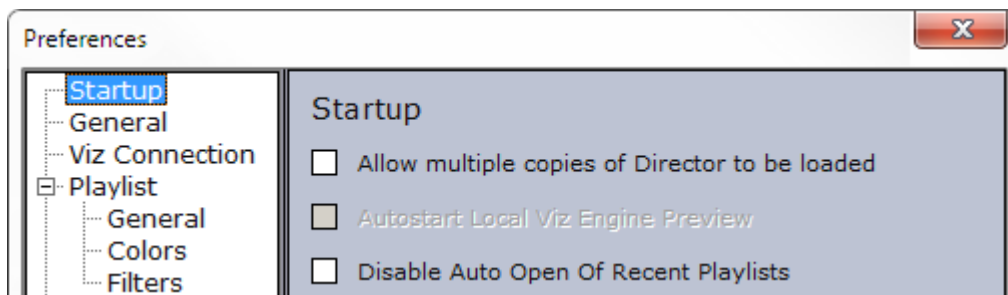 Preferences
Startup
General
Viz Connection
Playlist
General
Colors
Filters
Startup
Allow multiple copies of Director to be loaded
Autostart Local Viz Engine Preview
Disable Auto Open Of Recent Playlists